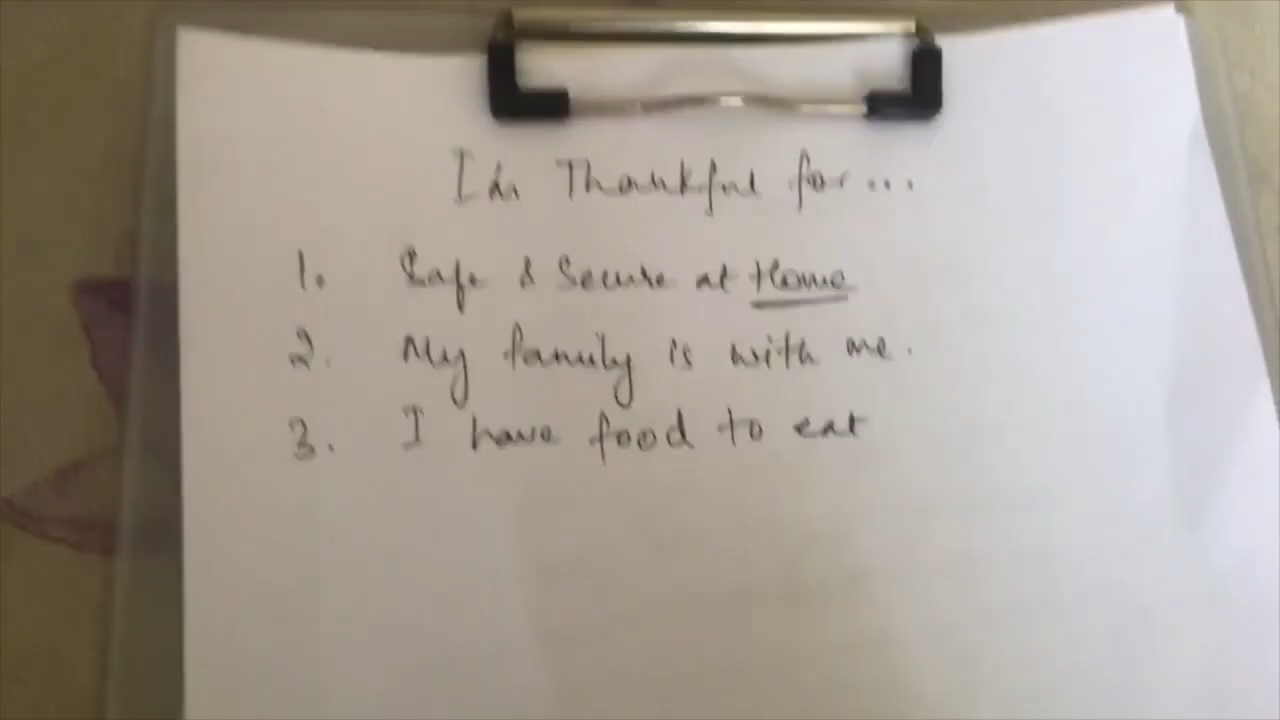 I'm Thankful for...
1. Safe & Secure at Home
2. My family is with me.
3. I have food to eat